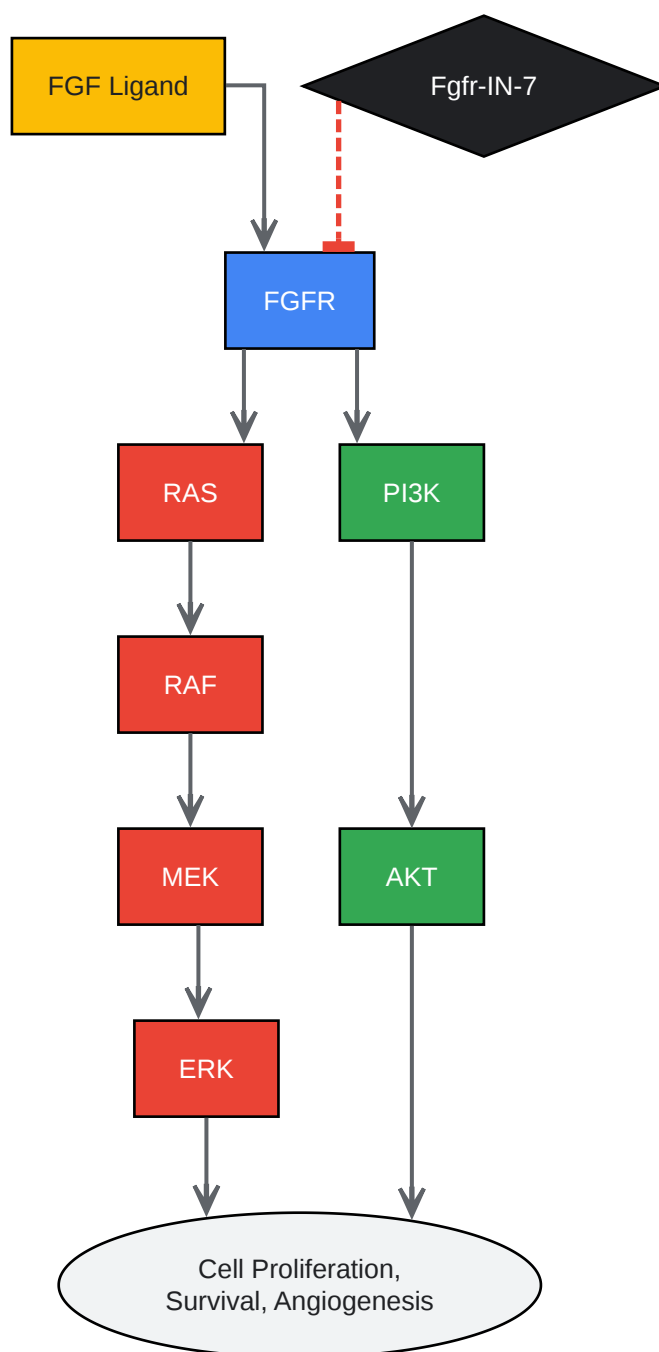 FGF Ligand
Fgfr-IN-7
FGFR
RAS
PI3K
RAF
MEK
AKT
ERK
Cell Proliferation,
Survival, Angiogenesis